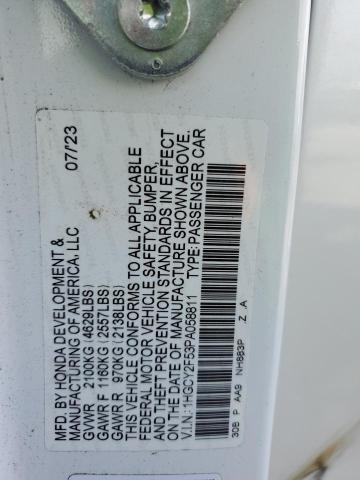 MFD. BY HONDA DEVELOPMENT & 07/23
MANUFACTURING OF AMERICA, LLC
GVWR 2100KG (4629LBS)
GAWR F 1160KG (2557LBS)
GAWR R 970KG (2138LBS)
THIS VEHICLE CONFORMS TO ALL APPLICABLE
FEDERAL MOTOR VEHICLE SAFETY, BUMPER,
AND THEFT PREVENTION STANDARDS IN EFFECT
ON THE DATE OF MANUFACTURE SHOWN ABOVE.
V.I.N.: 1HGCY2F53PA058811 TYPE: PASSENGER CAR
30B P AA9 NH883P Z A